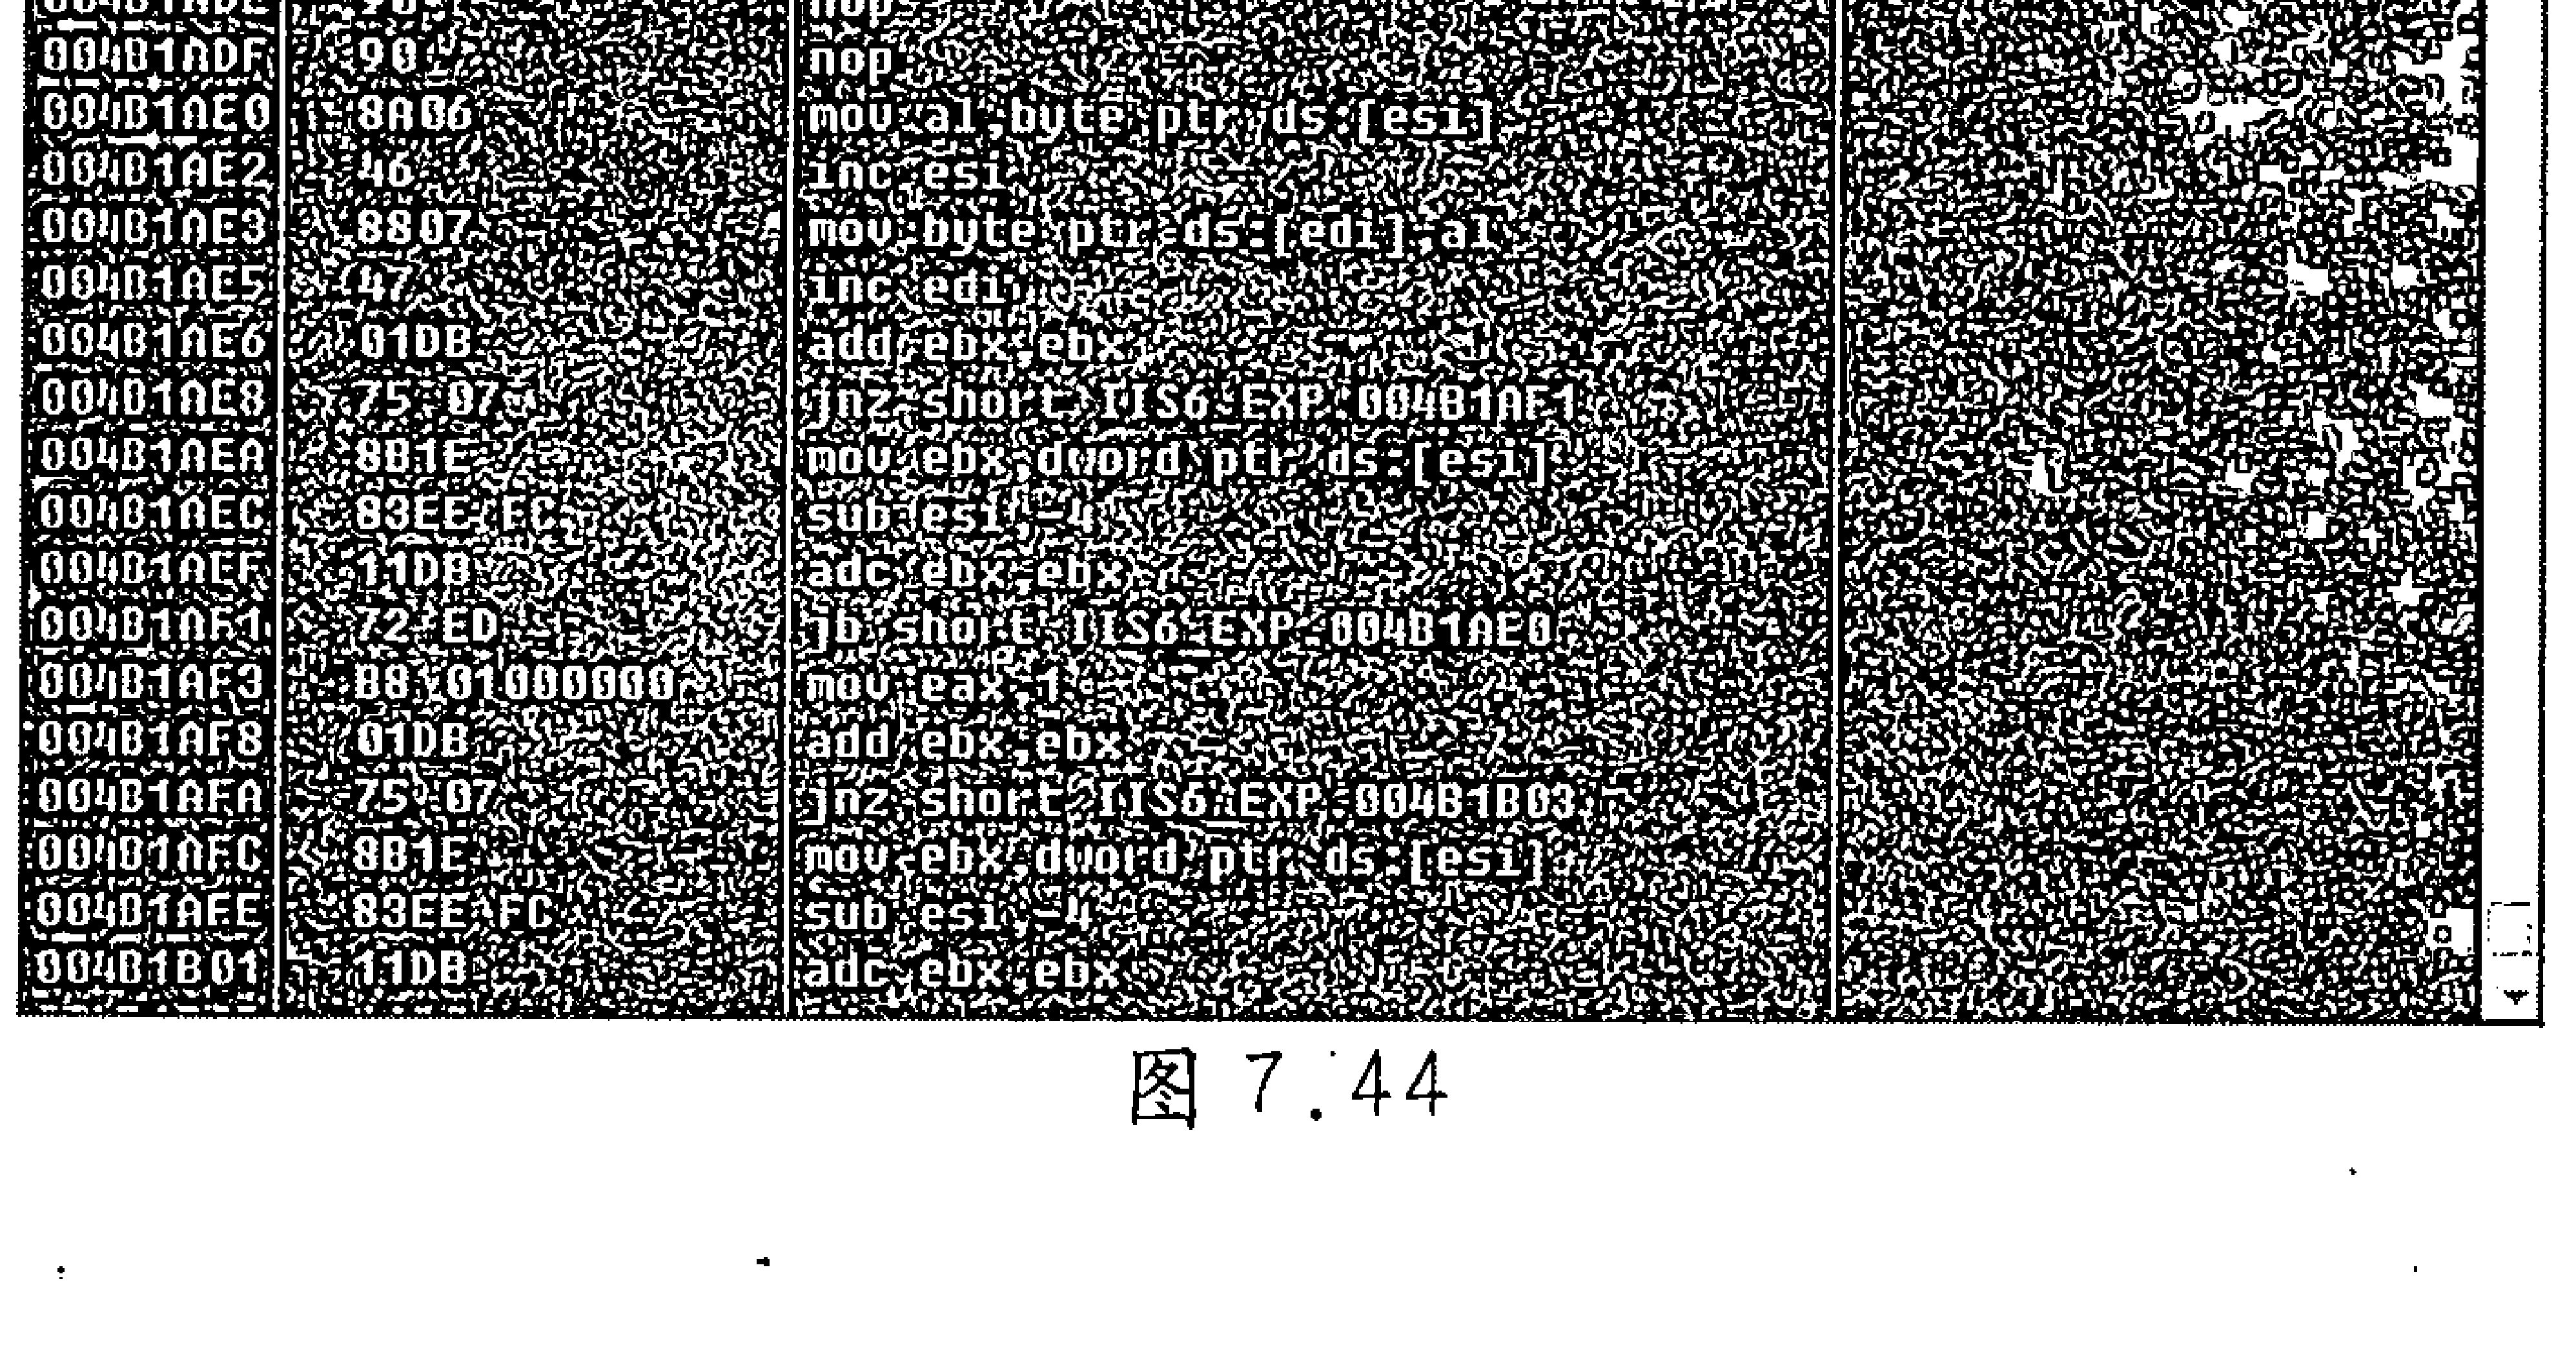 004B1ADE 90 nop
004B1ADF 90 nop
004B1AE0 8A06 mov al,byte ptr ds:[esi]
004B1AE2 46 inc esi
004B1AE3 8807 mov byte ptr ds:[edi],al
004B1AE5 47 inc edi
004B1AE6 01DB add ebx,ebx
004B1AE8 75 07 jnz short IIS6_EXP.004B1AF1
004B1AEA 8B1E mov ebx,dword ptr ds:[esi]
004B1AEC 83EE FC sub esi,-4
004B1AEF 11DB adc ebx,ebx
004B1AF1 72 ED jb short IIS6_EXP.004B1AE0
004B1AF3 B8 01000000 mov eax,1
004B1AF8 01DB add ebx,ebx
004B1AFA 75 07 jnz short IIS6_EXP.004B1B03
004B1AFC 8B1E mov ebx,dword ptr ds:[esi]
004B1AFE 83EE FC sub esi,-4
004B1B01 11DB adc ebx,ebx
图 7.44